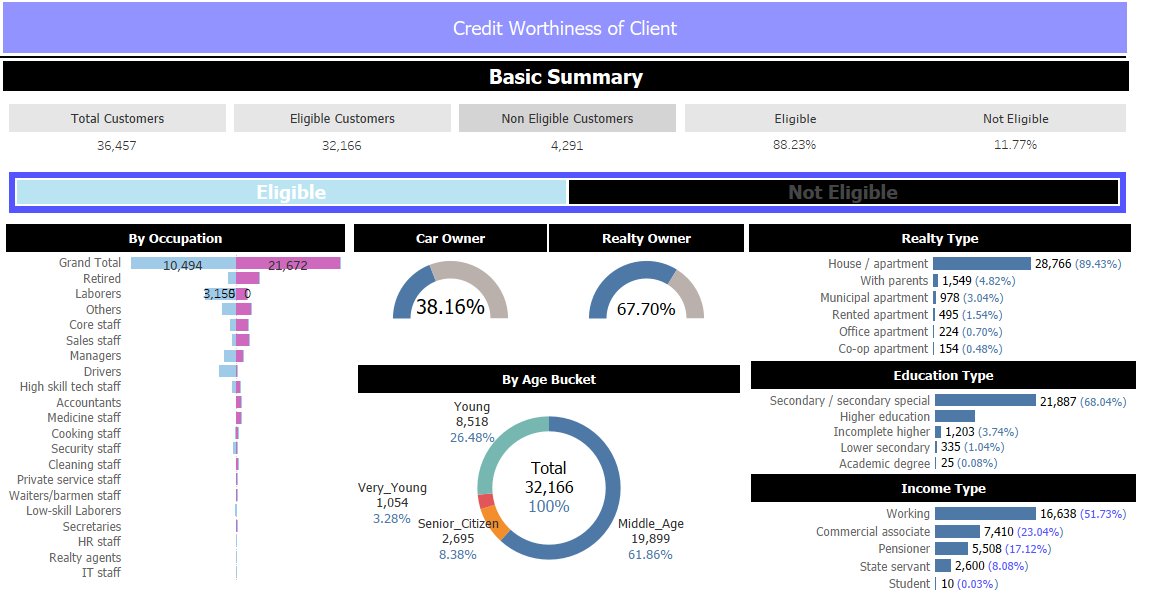 Credit Worthiness of Client
Basic Summary
Total Customers Eligible Customers Non Eligible Customers Eligible Not Eligible
36,457 32,166 4,291 88.23% 11.77%
Eligible Not Eligible
By Occupation
Grand Total 10,494 21,672
Retired
Laborers 0
Others
Core staff
Sales staff
Managers
Drivers
High skill tech staff
Accountants
Medicine staff
Cooking staff
Security staff
Cleaning staff
Private service staff
Waiters/barmen staff
Low-skill Laborers
Secretaries
HR staff
Realty agents
IT staff
Car Owner
38.16%
Realty Owner
67.70%
By Age Bucket
Young
8,518
26.48%
Very_Young
1,054
3.28%
Senior_Citizen
2,695
8.38%
Total
32,166
100%
Middle_Age
19,899
61.86%
Realty Type
House / apartment 28,766 (89.43%)
With parents 1,549 (4.82%)
Municipal apartment 978 (3.04%)
Rented apartment 495 (1.54%)
Office apartment 224 (0.70%)
Co-op apartment 154 (0.48%)
Education Type
Secondary / secondary special 21,887 (68.04%)
Higher education
Incomplete higher 1,203 (3.74%)
Lower secondary 335 (1.04%)
Academic degree 25 (0.08%)
Income Type
Working 16,638 (51.73%)
Commercial associate 7,410 (23.04%)
Pensioner 5,508 (17.12%)
State servant 2,600 (8.08%)
Student 10 (0.03%)